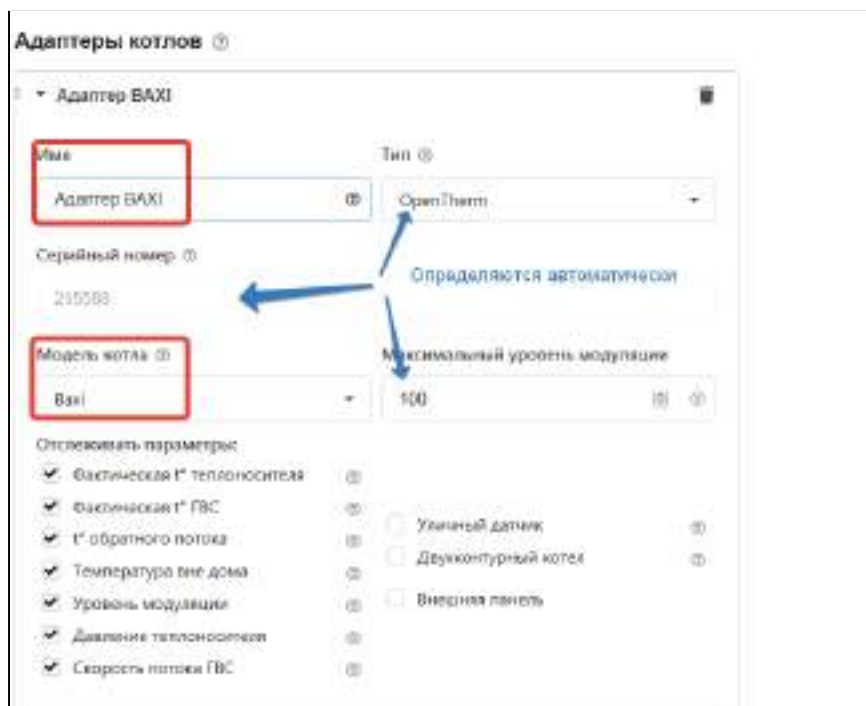 Адаптеры котлов
Адаптер BAXI
Имя
Тип
Адаптер BAXI
OpenTherm
Серийный номер
Определяются автоматически
215588
Модель котла
Максимальный уровень модуляции
Baxi
100
Отслеживать параметры:
Фактическая t° теплоносителя
Фактическая t° ГВС
t° обратного потока
Температура вне дома
Уровень модуляции
Давление теплоносителя
Скорость потока ГВС
Уличный датчик
Двухконтурный котел
Внешняя панель